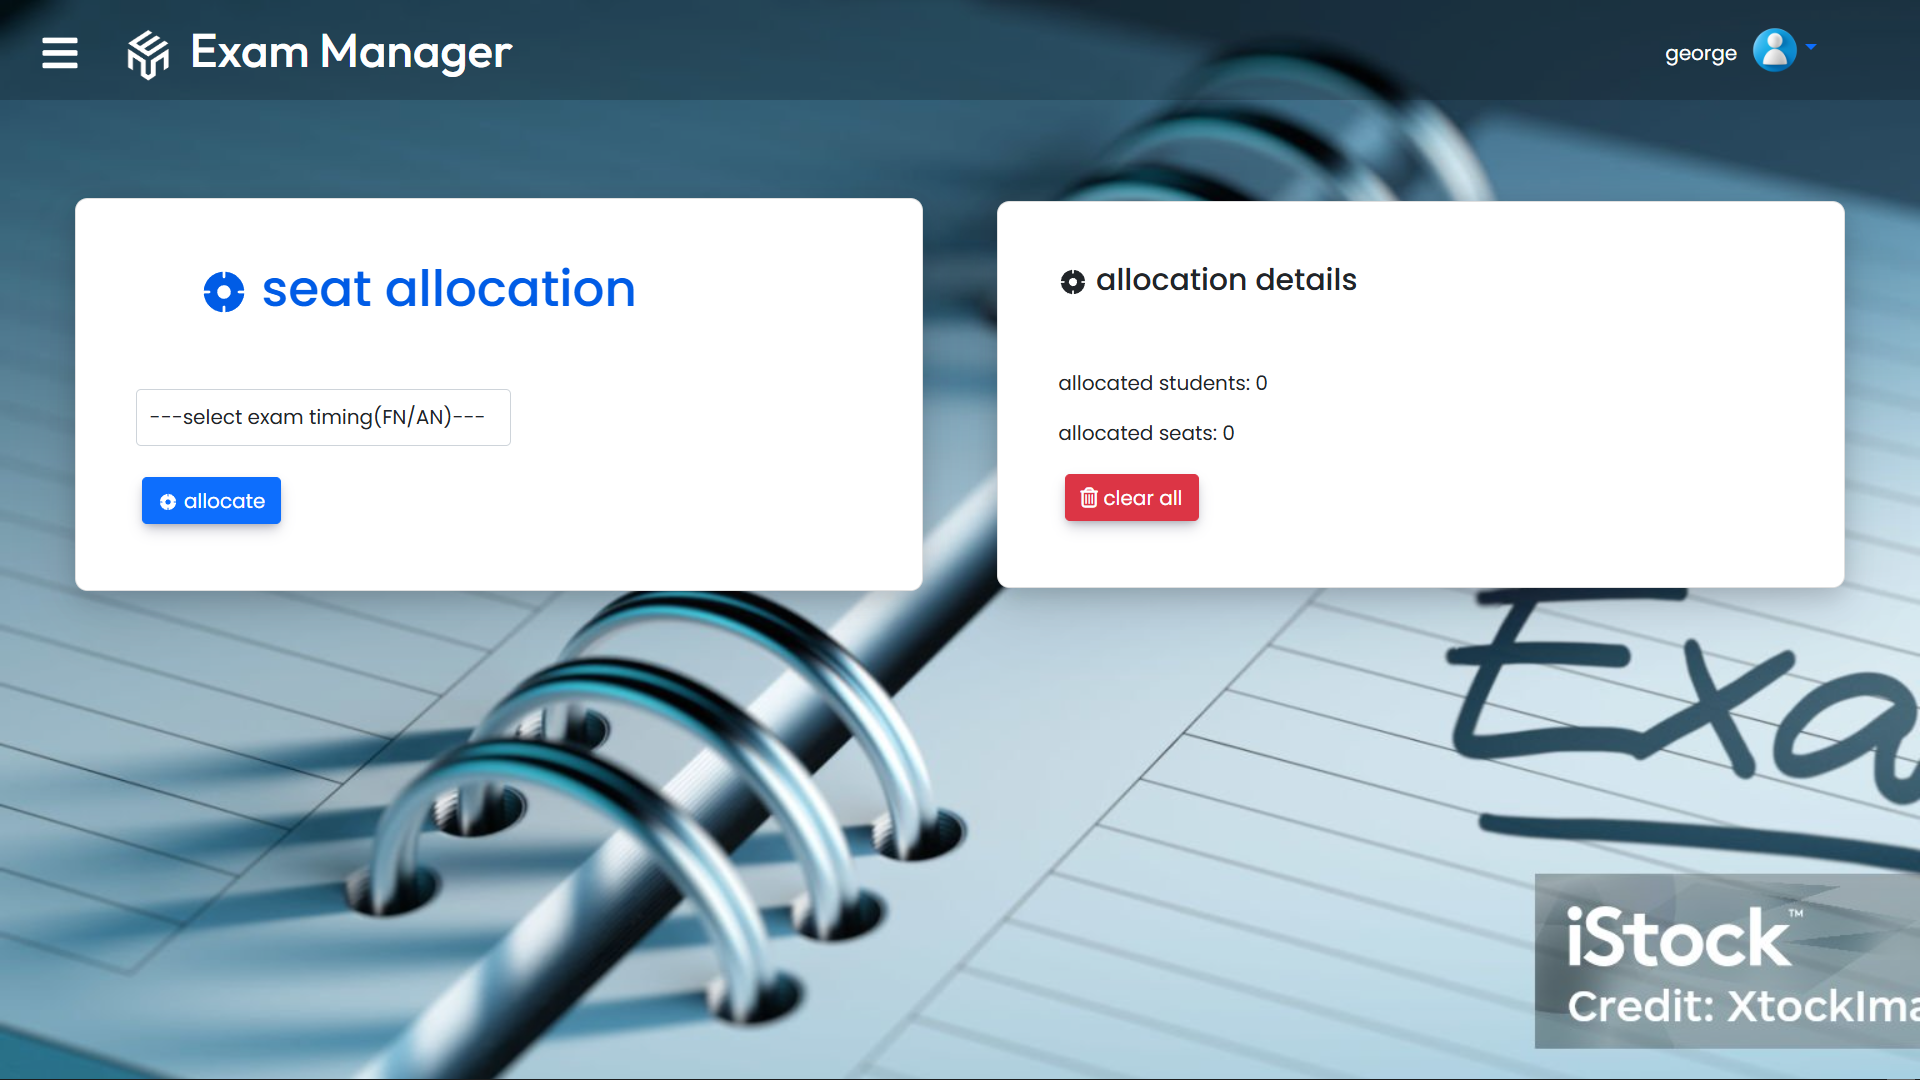 Exam Manager
george
seat allocation
---select exam timing(FN/AN)---
allocate
allocation details
allocated students: 0
allocated seats: 0
clear all
Exa
iStock™
Credit: XtockIma